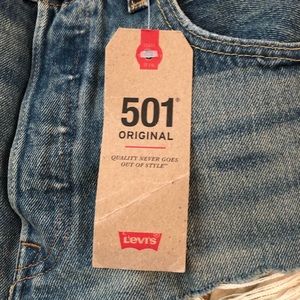 501®
ORIGINAL
QUALITY NEVER GOES
OUT OF STYLE™
Levi's